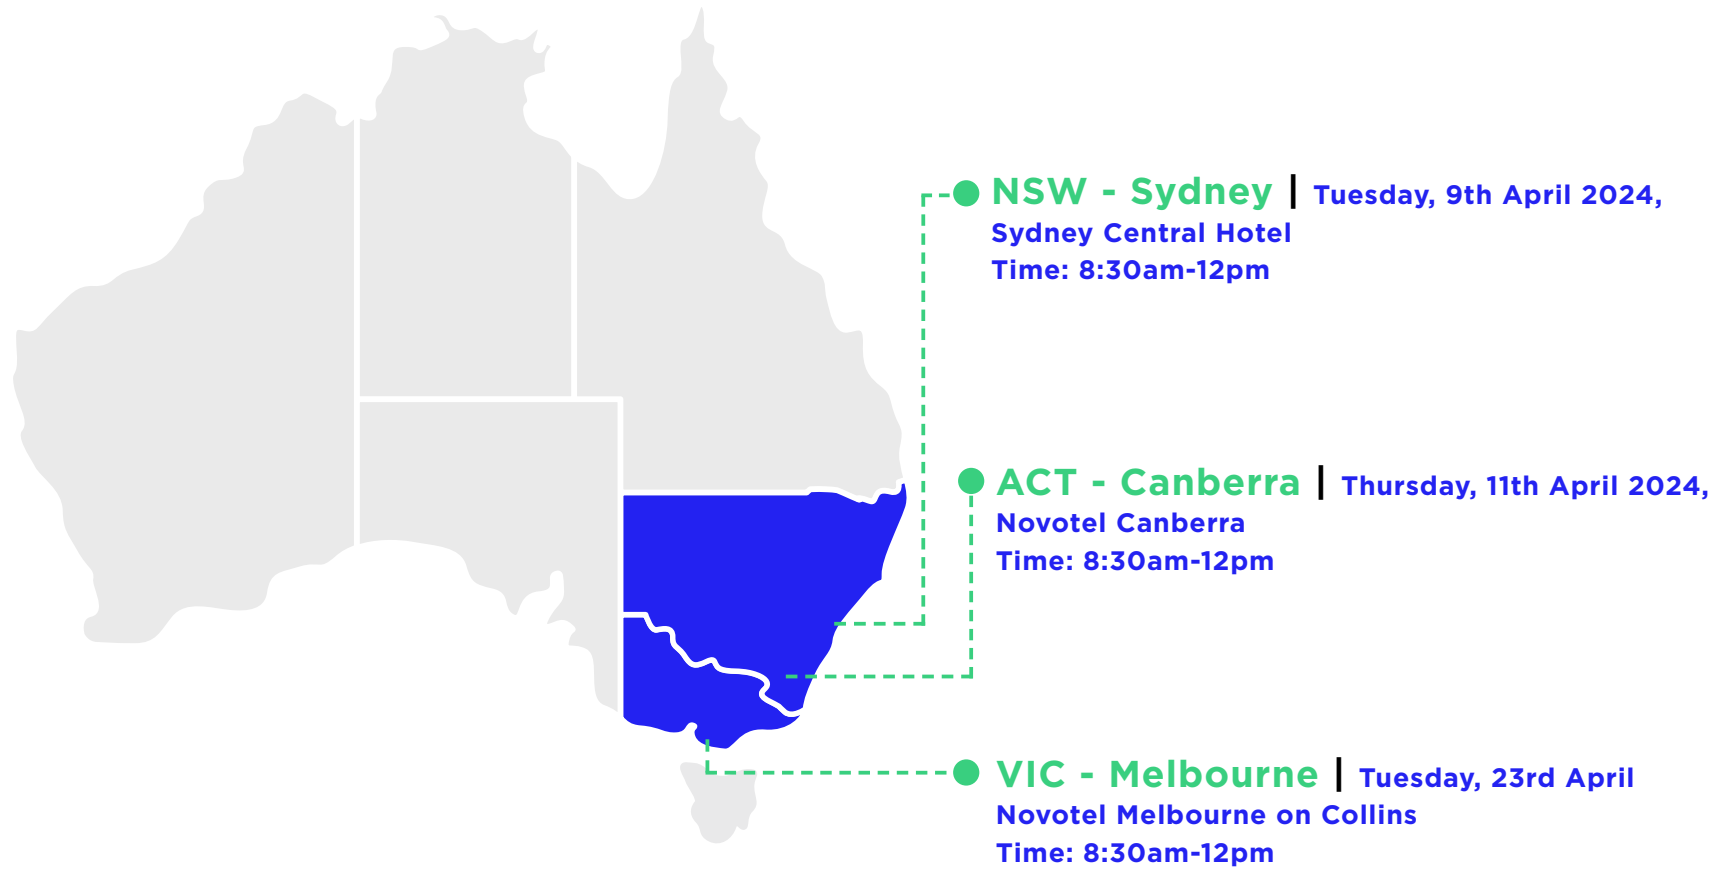 NSW - Sydney | Tuesday, 9th April 2024,
Sydney Central Hotel
Time: 8:30am-12pm
ACT - Canberra | Thursday, 11th April 2024,
Novotel Canberra
Time: 8:30am-12pm
VIC - Melbourne | Tuesday, 23rd April
Novotel Melbourne on Collins
Time: 8:30am-12pm